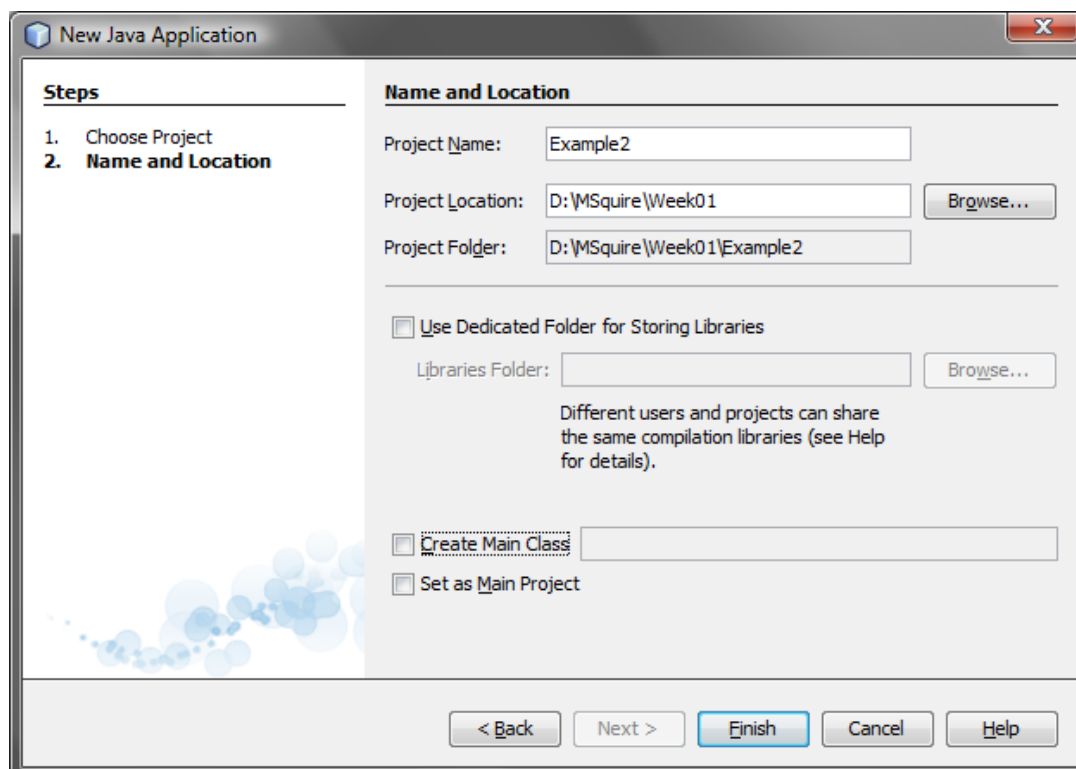 New Java Application
X
Steps
1. Choose Project
2. Name and Location
Name and Location
Project Name: Example2
Project Location: D:\MSquire\Week01 Browse...
Project Folder: D:\MSquire\Week01\Example2
Use Dedicated Folder for Storing Libraries
Libraries Folder: Browse...
Different users and projects can share
the same compilation libraries (see Help
for details).
Create Main Class
Set as Main Project
< Back Next > Finish Cancel Help